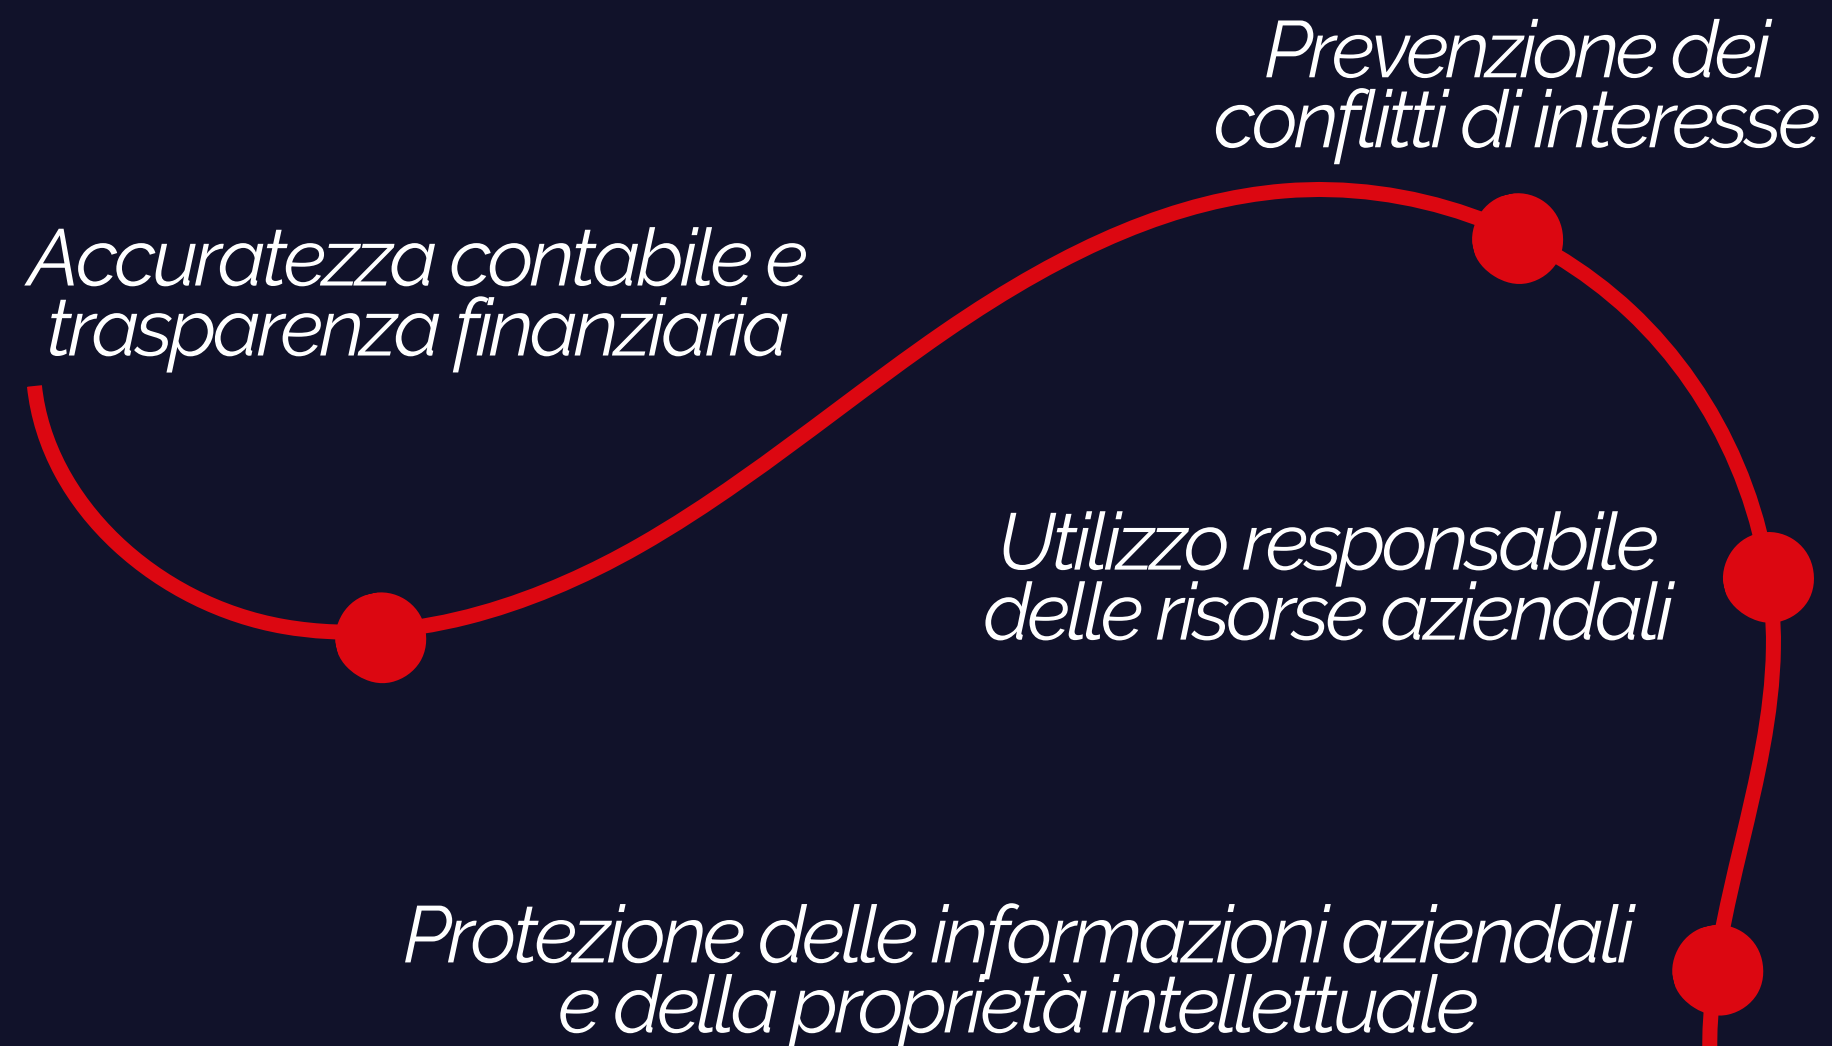 Prevenzione dei
conflitti di interesse
Accuratezza contabile e
trasparenza finanziaria
Utilizzo responsabile
delle risorse aziendali
Protezione delle informazioni aziendali
e della proprietà intellettuale